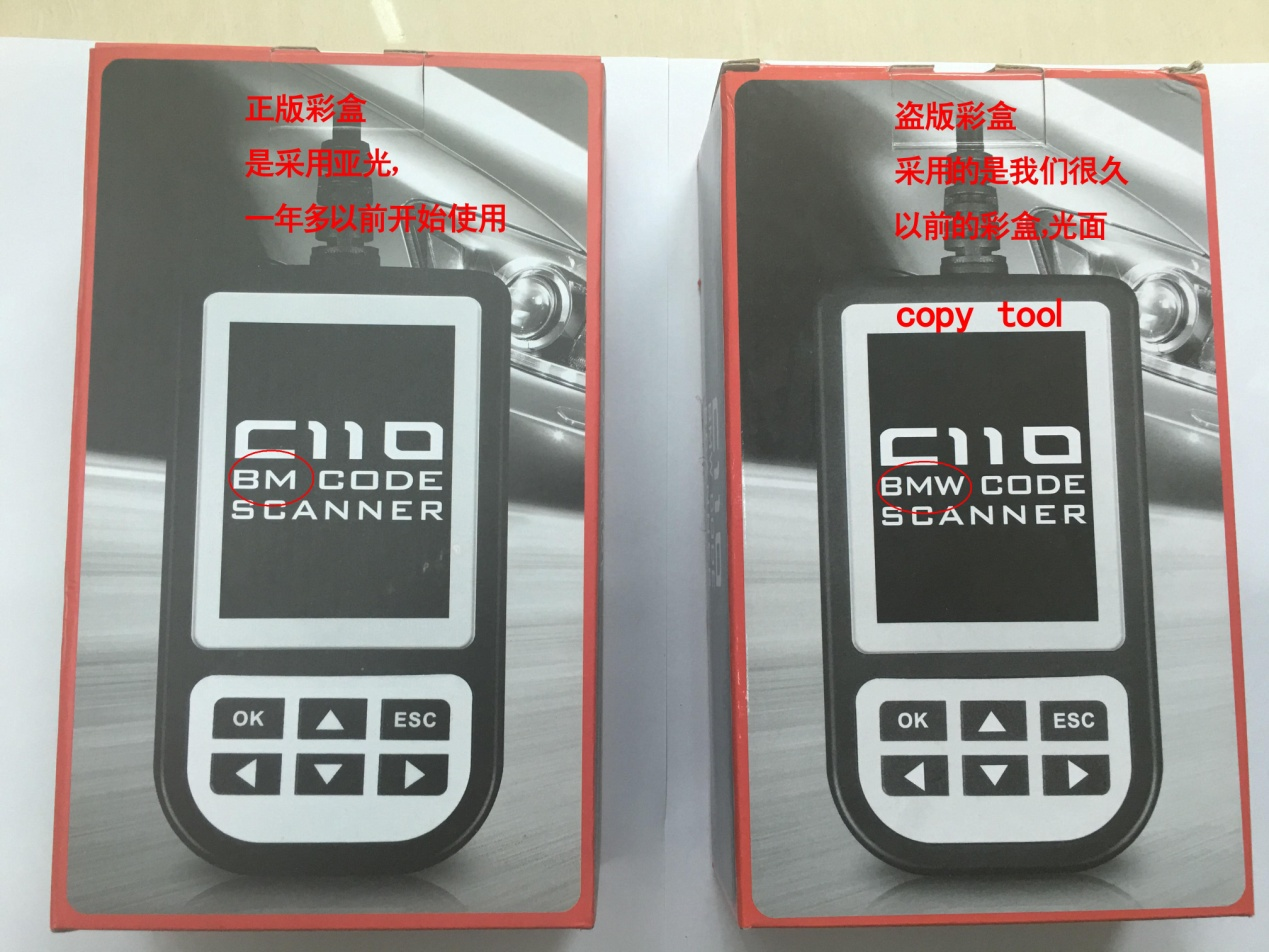 正版彩盒
是采用亚光,
一年多以前开始使用
C110
BM CODE
SCANNER
OK
ESC
盗版彩盒
采用的是我们很久
以前的彩盒,光面
copy tool
C110
BMW CODE
SCANNER
OK
ESC